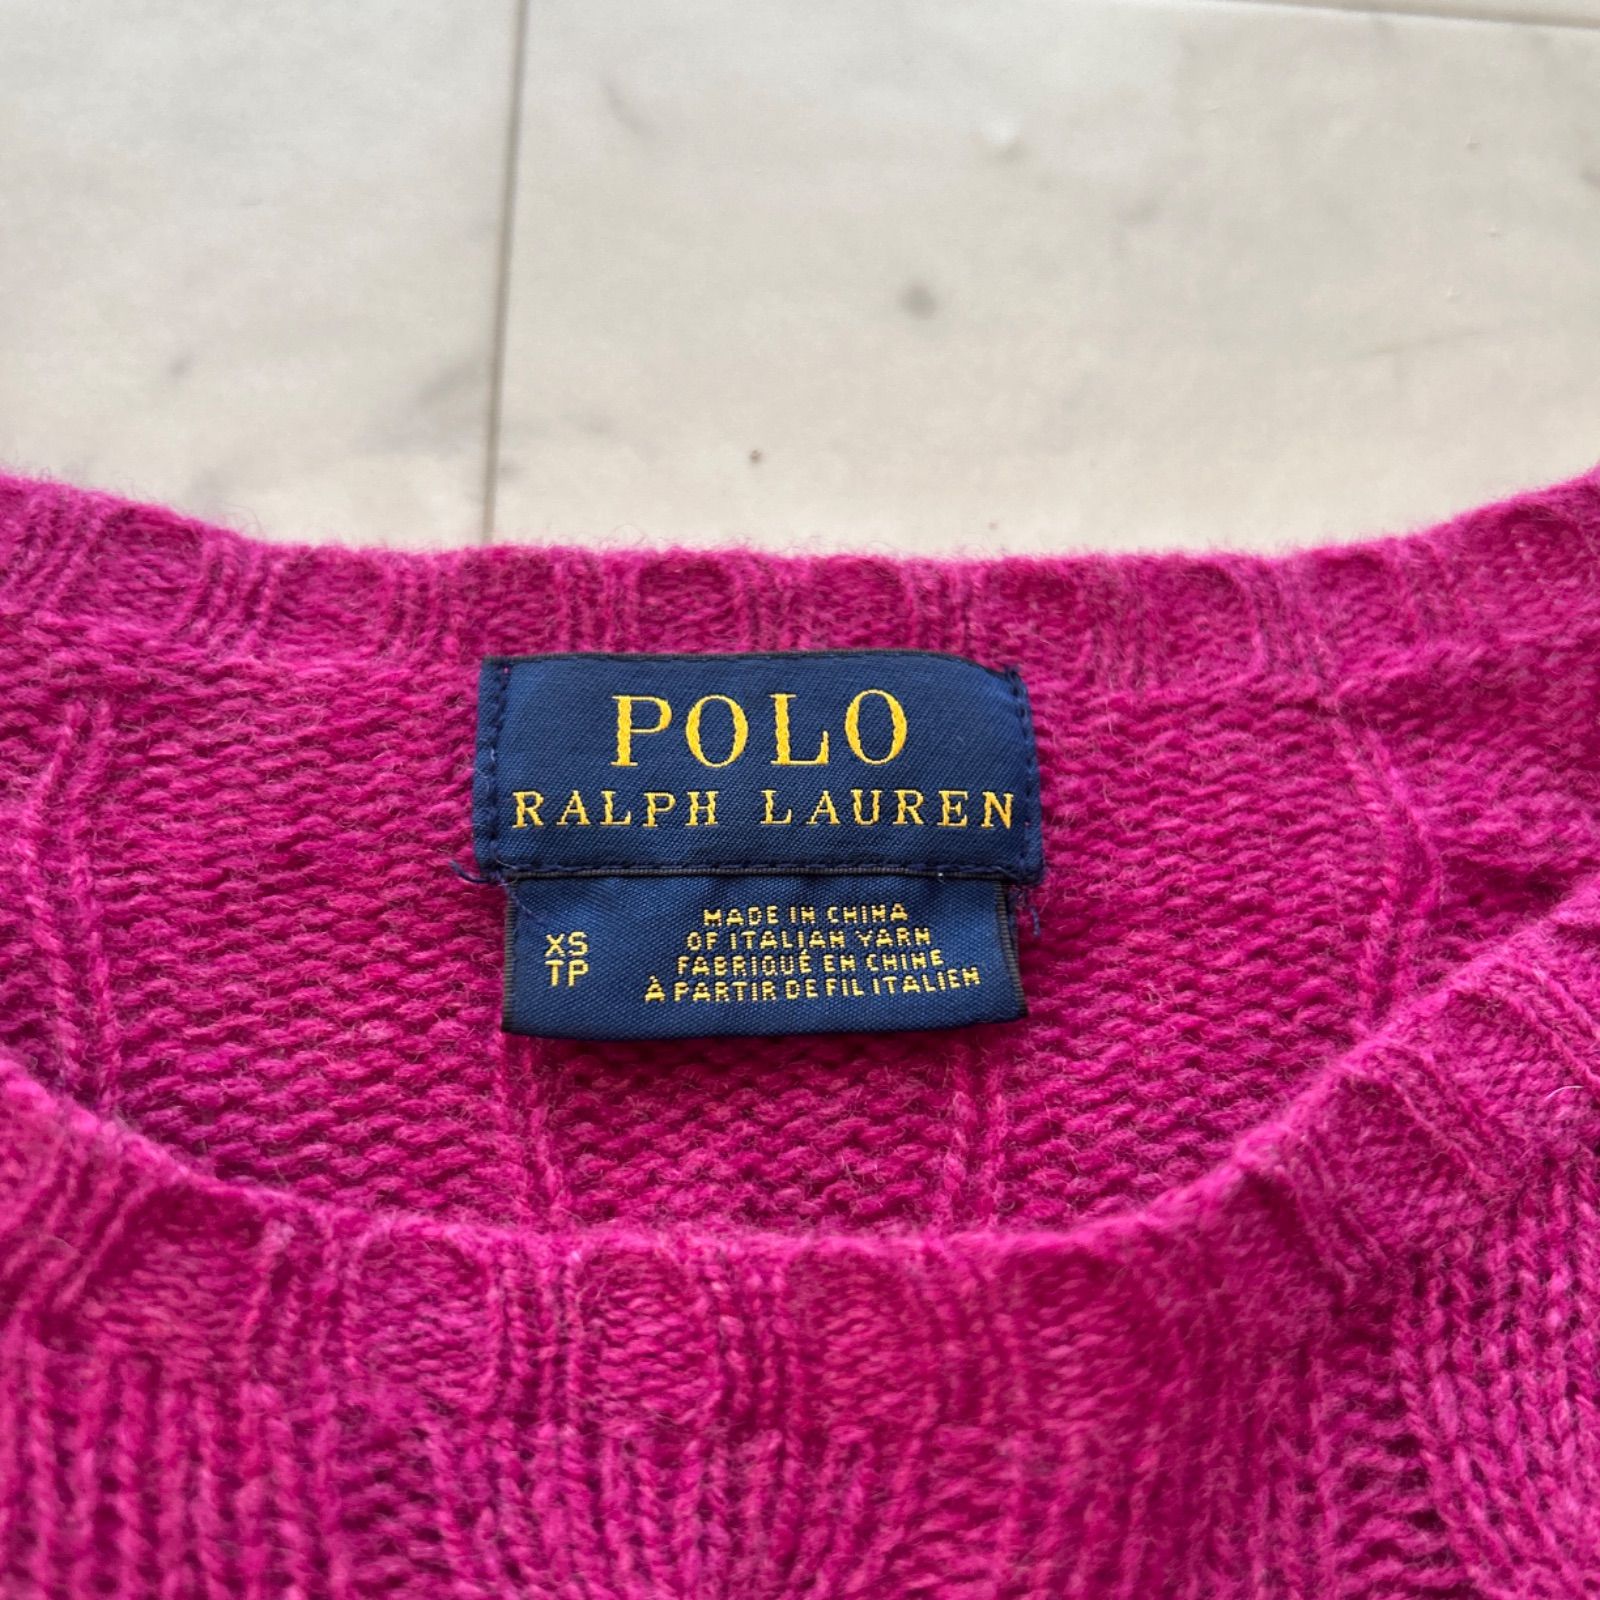 POLO
RALPH LAUREN
XS
TP
MADE IN CHINA
OF ITALIAN YARN
FABRIQUÉ EN CHINE
À PARTIR DE FIL ITALIEN